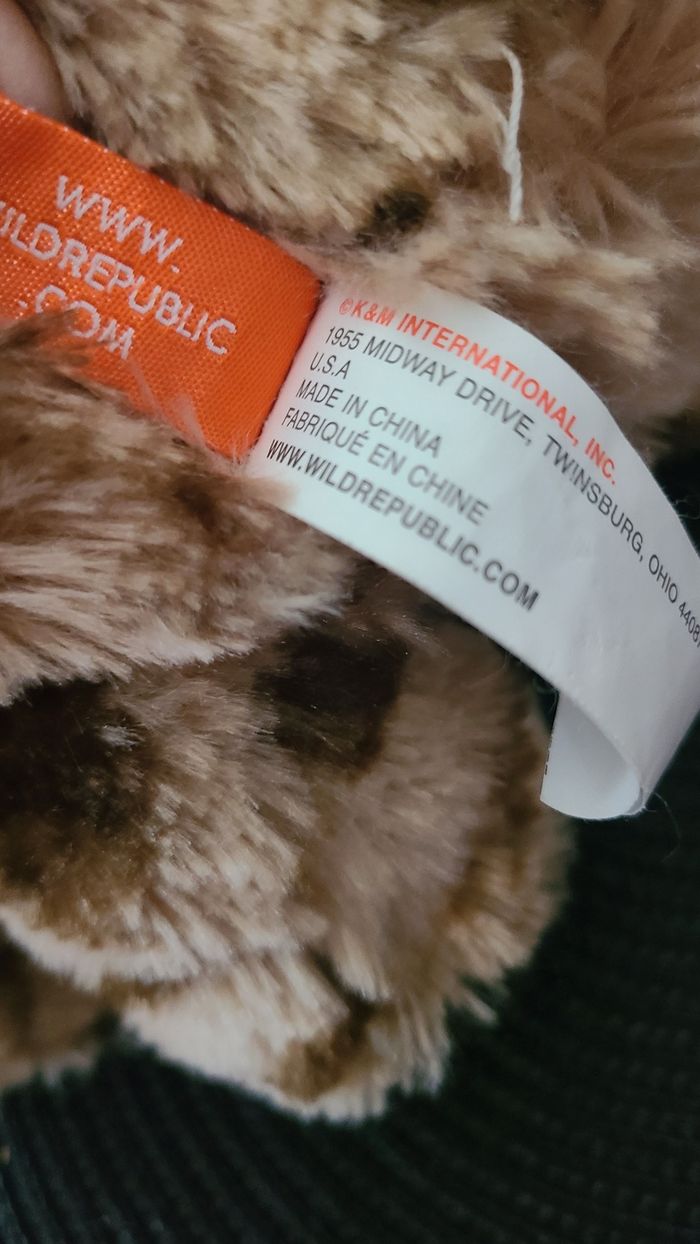 WWW.
ILDREPUBLIC
.COM
©K&M INTERNATIONAL, INC.
1955 MIDWAY DRIVE, TWINSBURG, OHIO 4408
U.S.A
MADE IN CHINA
FABRIQUÉ EN CHINE
WWW.WILDREPUBLIC.COM